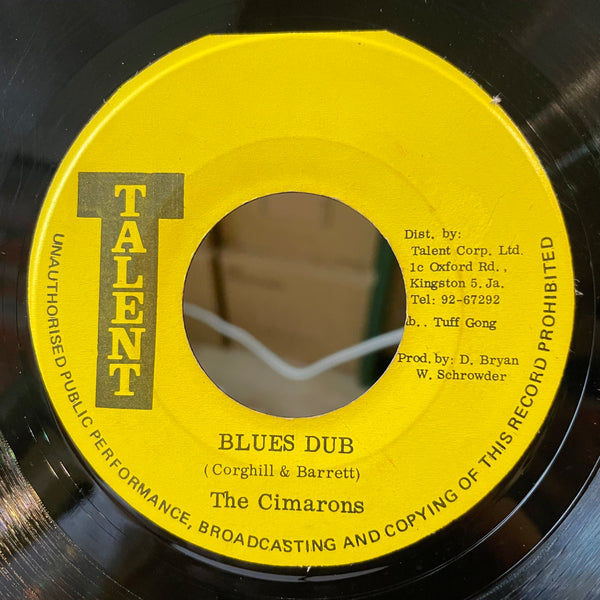 TALENT
Dist. by:
Talent Corp. Ltd.
1c Oxford Rd.,
Kingston 5. Ja.
Tel: 92-67292
b.. Tuff Gong
Prod. by: D. Bryan
W. Schrowder
BLUES DUB
(Corghill & Barrett)
The Cimarons
UNAUTHORISED PUBLIC PERFORMANCE, BROADCASTING AND COPYING OF THIS RECORD PROHIBITED